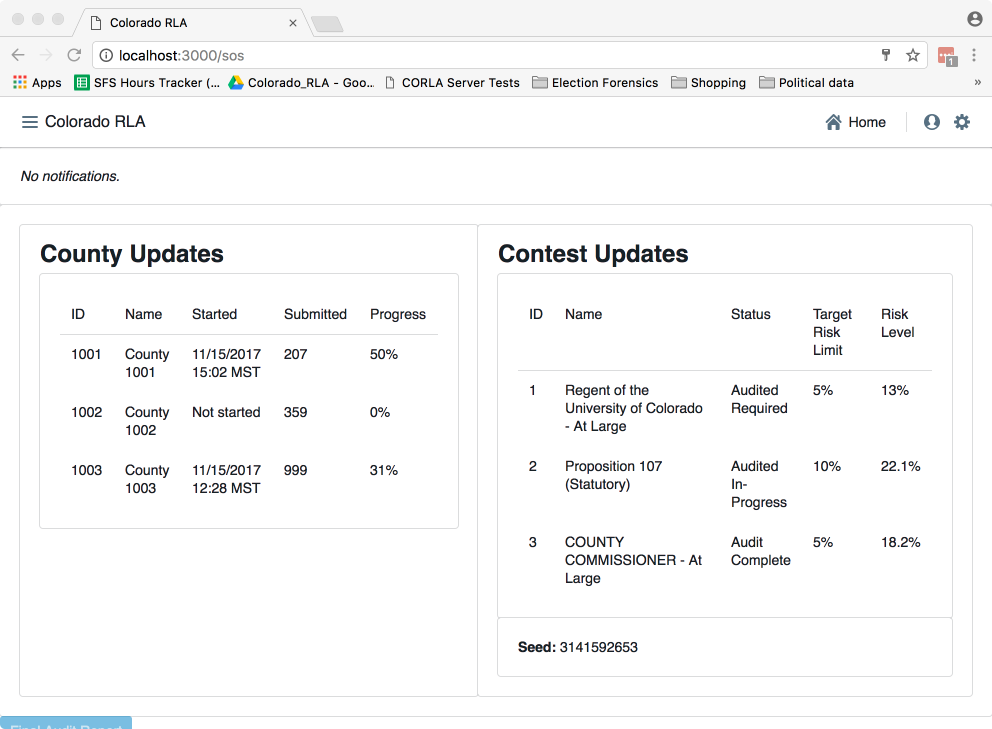 Colorado RLA
localhost:3000/sos
1
Apps SFS Hours Tracker (... Colorado_RLA - Goo... CORLA Server Tests Election Forensics Shopping Political data »
Colorado RLA Home
No notifications.
County Updates
ID Name Started Submitted Progress
1001 County 11/15/2017 207 50%
1001 15:02 MST
1002 County Not started 359 0%
1002
1003 County 11/15/2017 999 31%
1003 12:28 MST
Contest Updates
ID Name Status Target Risk
Risk Level
Limit
1 Regent of the Audited 5% 13%
University of Colorado Required
- At Large
2 Proposition 107 Audited 10% 22.1%
(Statutory) In-
Progress
3 COUNTY Audit 5% 18.2%
COMMISSIONER - At Complete
Large
Seed: 3141592653
Final Audit Report